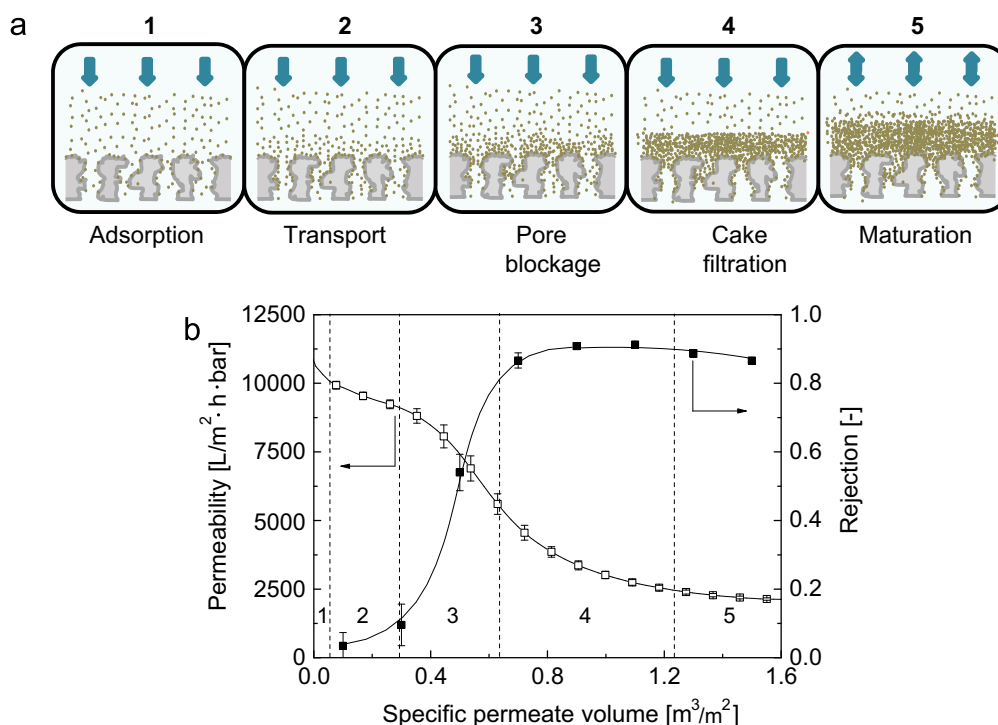 a
1 2 3 4 5
Adsorption Transport Pore blockage Cake filtration Maturation
b
Permeability [L/m²·h·bar]
12500
10000
7500
5000
2500
0
1 2 3 4 5
1.0
0.8
0.6
0.4
0.2
0.0
Rejection [-]
0.0 0.4 0.8 1.2 1.6
Specific permeate volume [m³/m²]